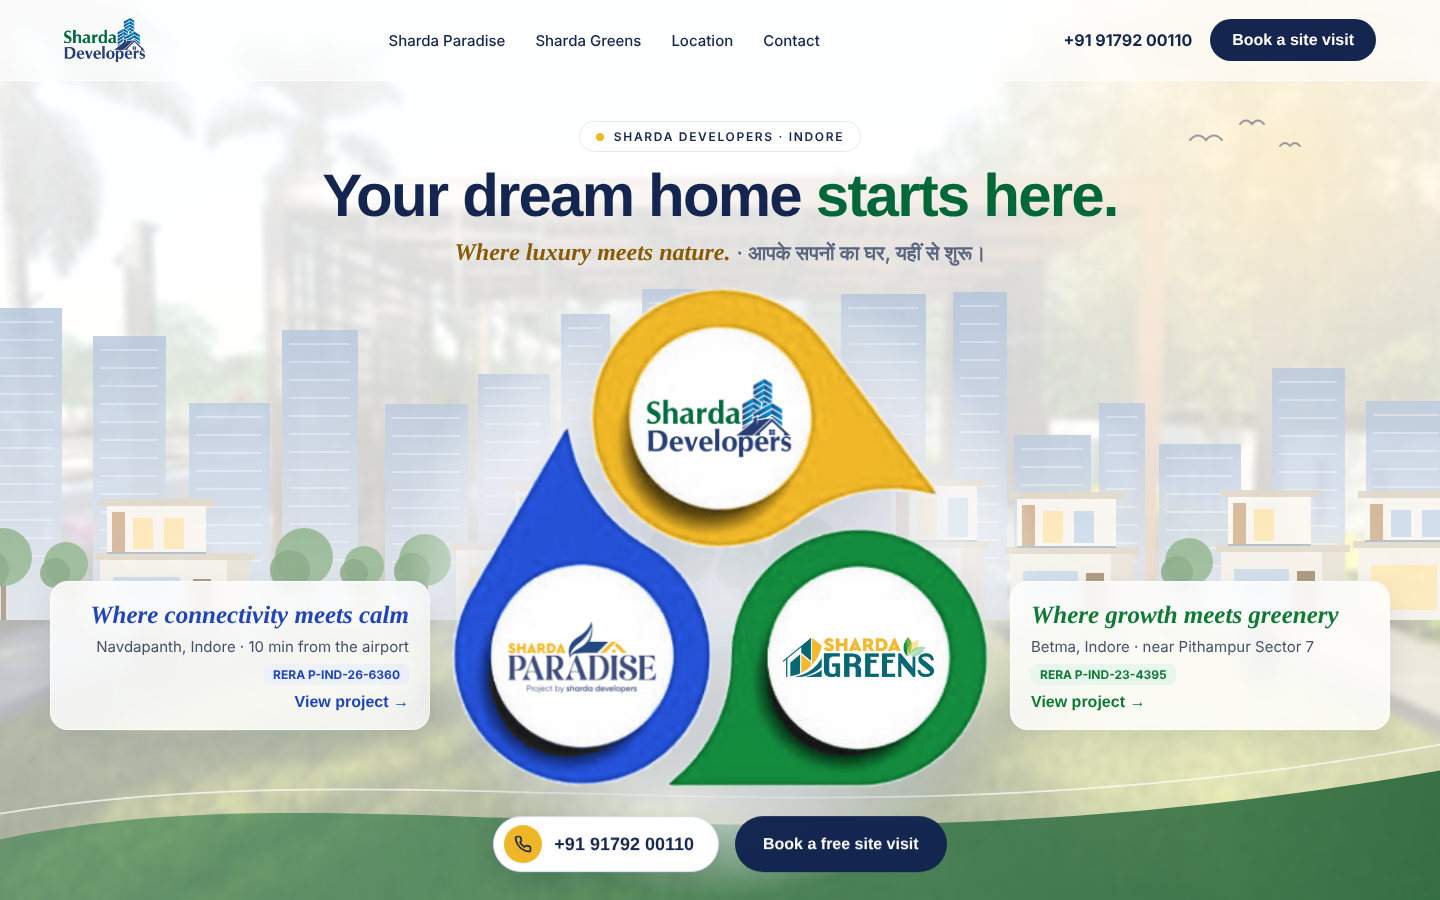 Sharda
Developers
Sharda Paradise
Sharda Greens
Location
Contact
+91 91792 00110
Book a site visit
SHARDA DEVELOPERS · INDORE
Your dream home starts here.
Where luxury meets nature. · आपके सपनों का घर, यहीं से शुरू।
Sharda
Developers
Where connectivity meets calm
Navdapanth, Indore · 10 min from the airport
RERA P-IND-26-6360
View project →
SHARDA
PARADISE
Project by sharda developers
SHARDA
GREENS
Where growth meets greenery
Betma, Indore · near Pithampur Sector 7
RERA P-IND-23-4395
View project →
+91 91792 00110
Book a free site visit